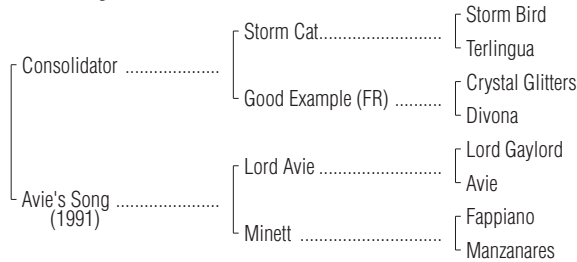 Storm Bird
Storm Cat
Terlingua
Consolidator
Crystal Glitters
Good Example (FR)
Divona
Lord Gaylord
Lord Avie
Avie
Avie's Song
(1991)
Fappiano
Minett
Manzanares